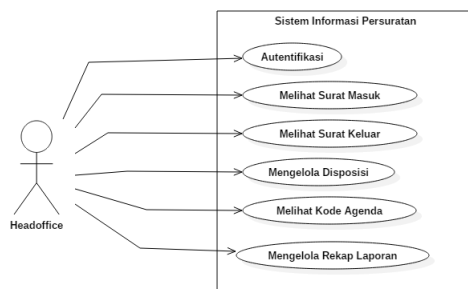 Sistem Informasi Persuratan
Autentifikasi
Melihat Surat Masuk
Melihat Surat Keluar
Mengelola Disposisi
Melihat Kode Agenda
Mengelola Rekap Laporan
Headoffice